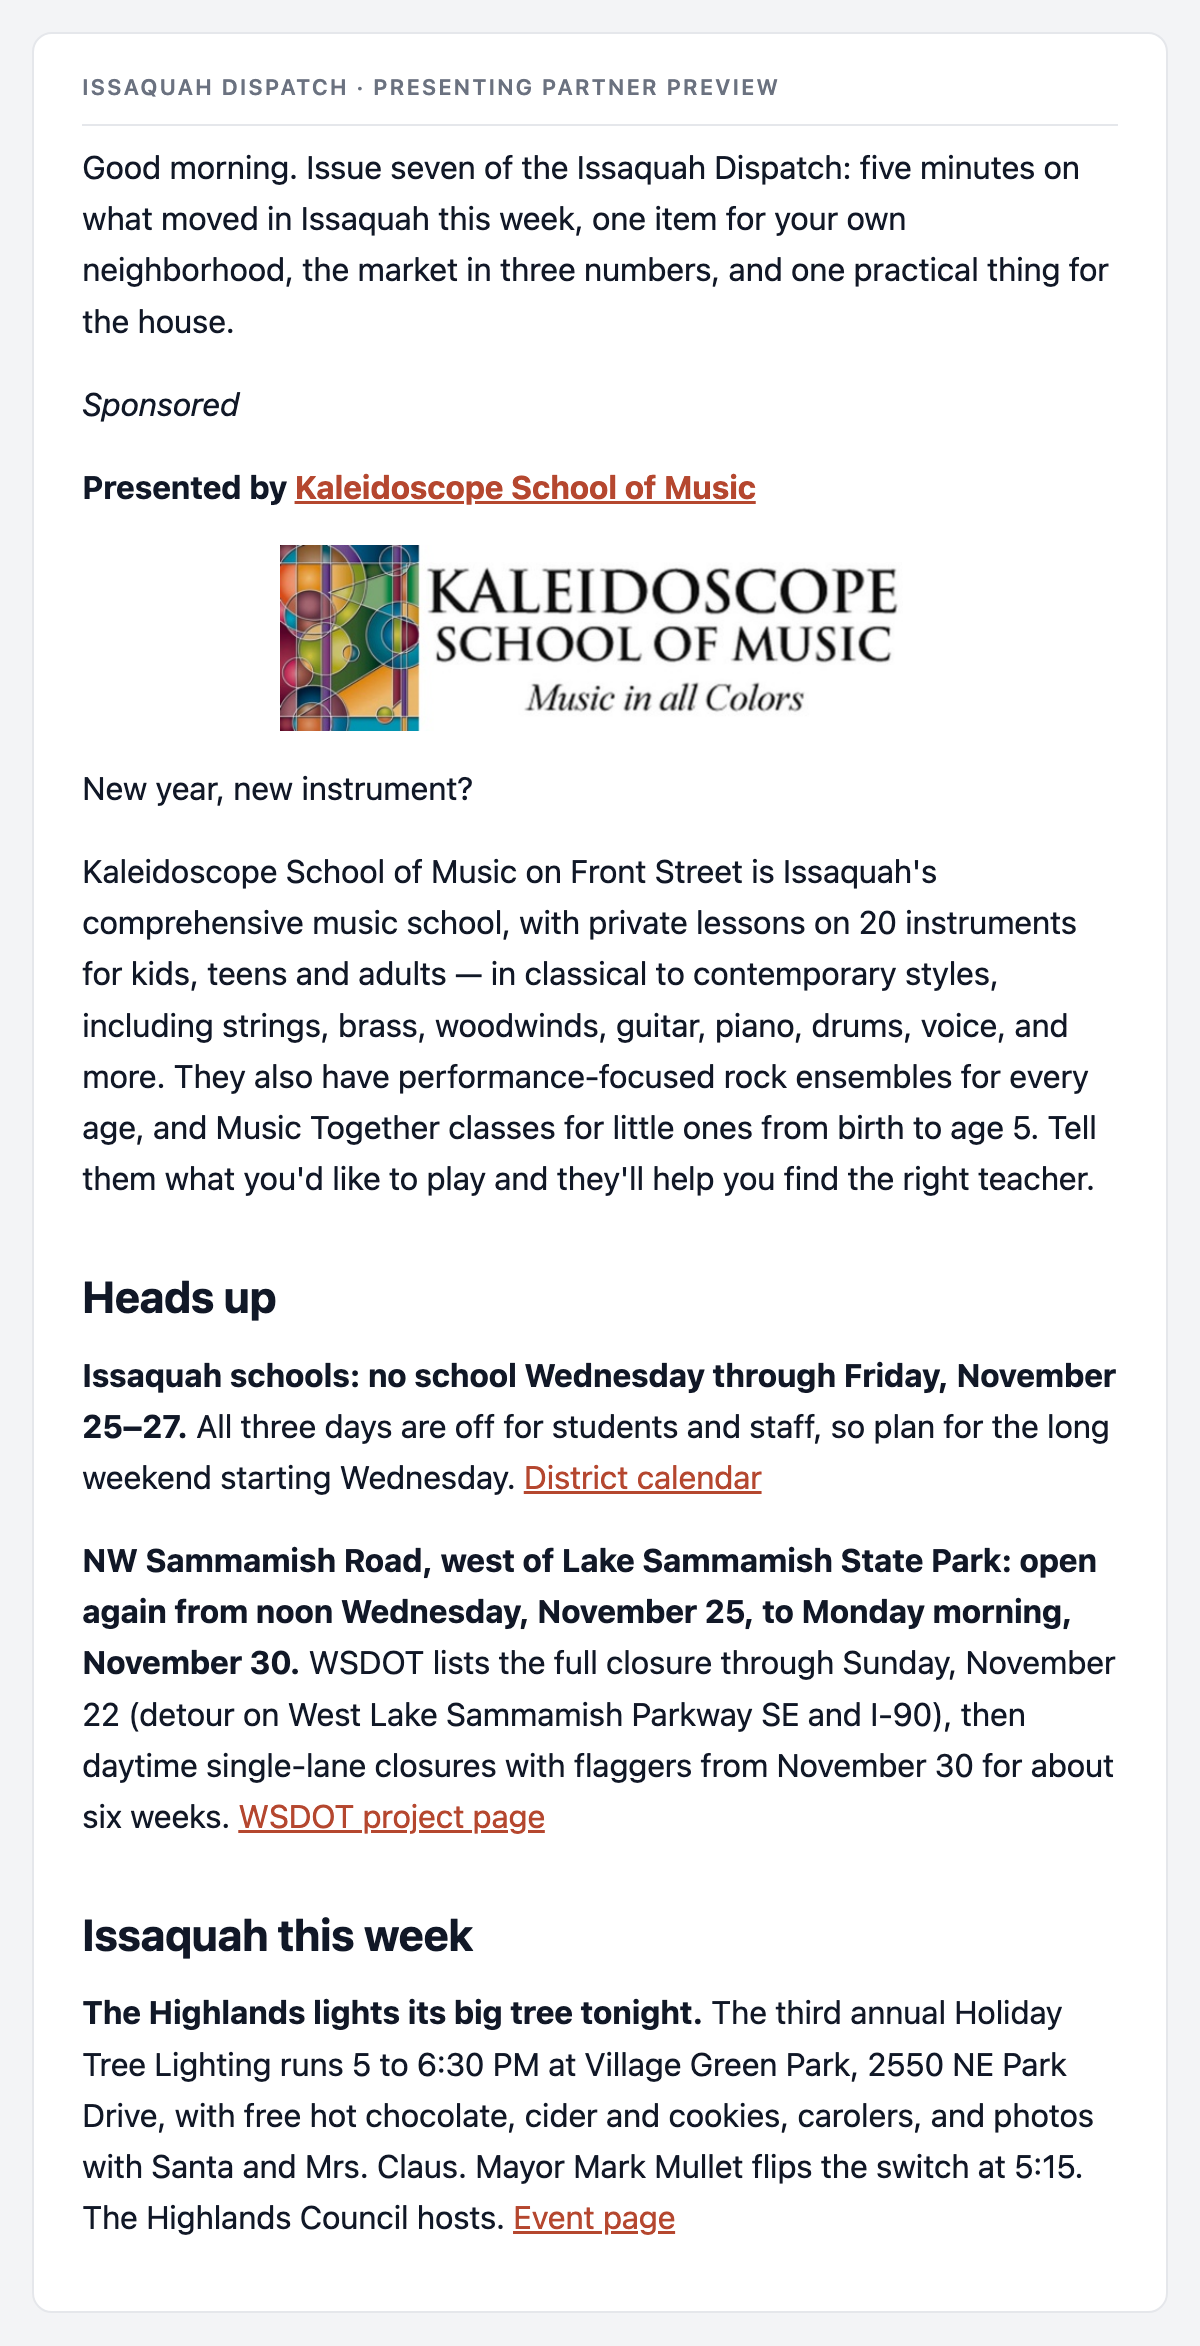 ISSAQUAH DISPATCH · PRESENTING PARTNER PREVIEW
Good morning. Issue seven of the Issaquah Dispatch: five minutes on
what moved in Issaquah this week, one item for your own
neighborhood, the market in three numbers, and one practical thing for
the house.
Sponsored
Presented by Kaleidoscope School of Music
KALEIDOSCOPE
SCHOOL OF MUSIC
Music in all Colors
New year, new instrument?
Kaleidoscope School of Music on Front Street is Issaquah's
comprehensive music school, with private lessons on 20 instruments
for kids, teens and adults — in classical to contemporary styles,
including strings, brass, woodwinds, guitar, piano, drums, voice, and
more. They also have performance-focused rock ensembles for every
age, and Music Together classes for little ones from birth to age 5. Tell
them what you'd like to play and they'll help you find the right teacher.
Heads up
Issaquah schools: no school Wednesday through Friday, November
25–27. All three days are off for students and staff, so plan for the long
weekend starting Wednesday. District calendar
NW Sammamish Road, west of Lake Sammamish State Park: open
again from noon Wednesday, November 25, to Monday morning,
November 30. WSDOT lists the full closure through Sunday, November
22 (detour on West Lake Sammamish Parkway SE and I-90), then
daytime single-lane closures with flaggers from November 30 for about
six weeks. WSDOT project page
Issaquah this week
The Highlands lights its big tree tonight. The third annual Holiday
Tree Lighting runs 5 to 6:30 PM at Village Green Park, 2550 NE Park
Drive, with free hot chocolate, cider and cookies, carolers, and photos
with Santa and Mrs. Claus. Mayor Mark Mullet flips the switch at 5:15.
The Highlands Council hosts. Event page